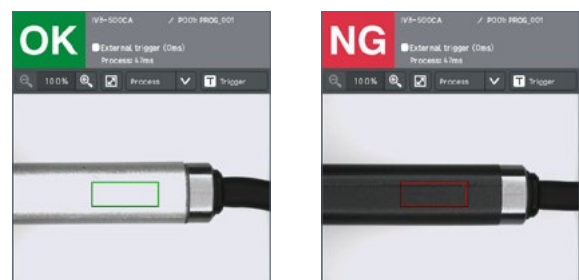 OK
IV3-500CA / P001: PROG_001
External trigger (0ms)
Process: 47ms
100% Process T Trigger
NG
IV3-500CA / P001: PROG_001
External trigger (0ms)
Process: 47ms
100% Process T Trigger